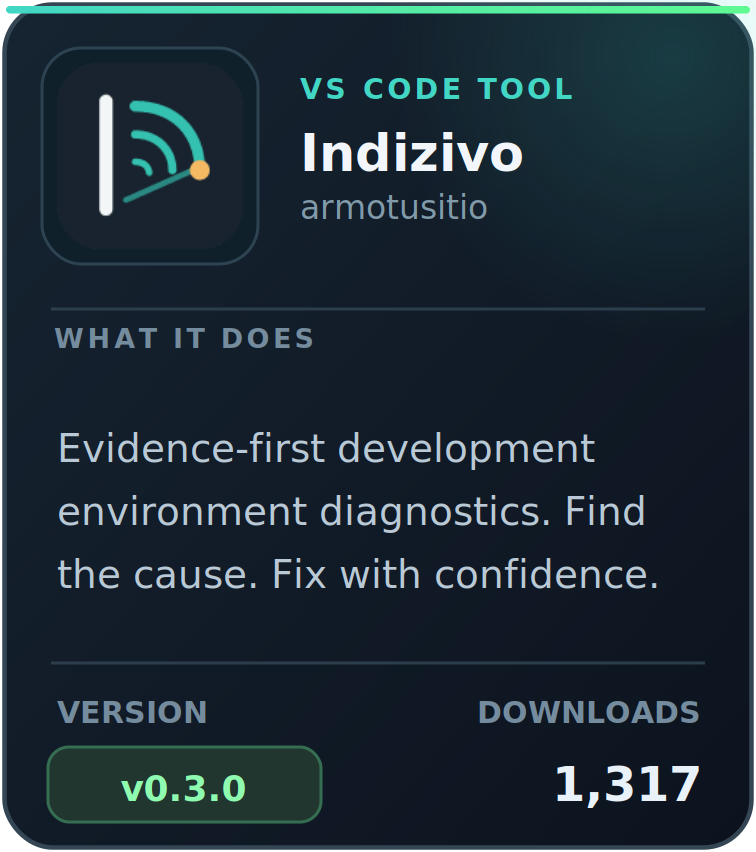 VS CODE TOOL
Indizivo
armotusitio
WHAT IT DOES
Evidence-first development
environment diagnostics. Find
the cause. Fix with confidence.
VERSION
DOWNLOADS
v0.3.0
1,317